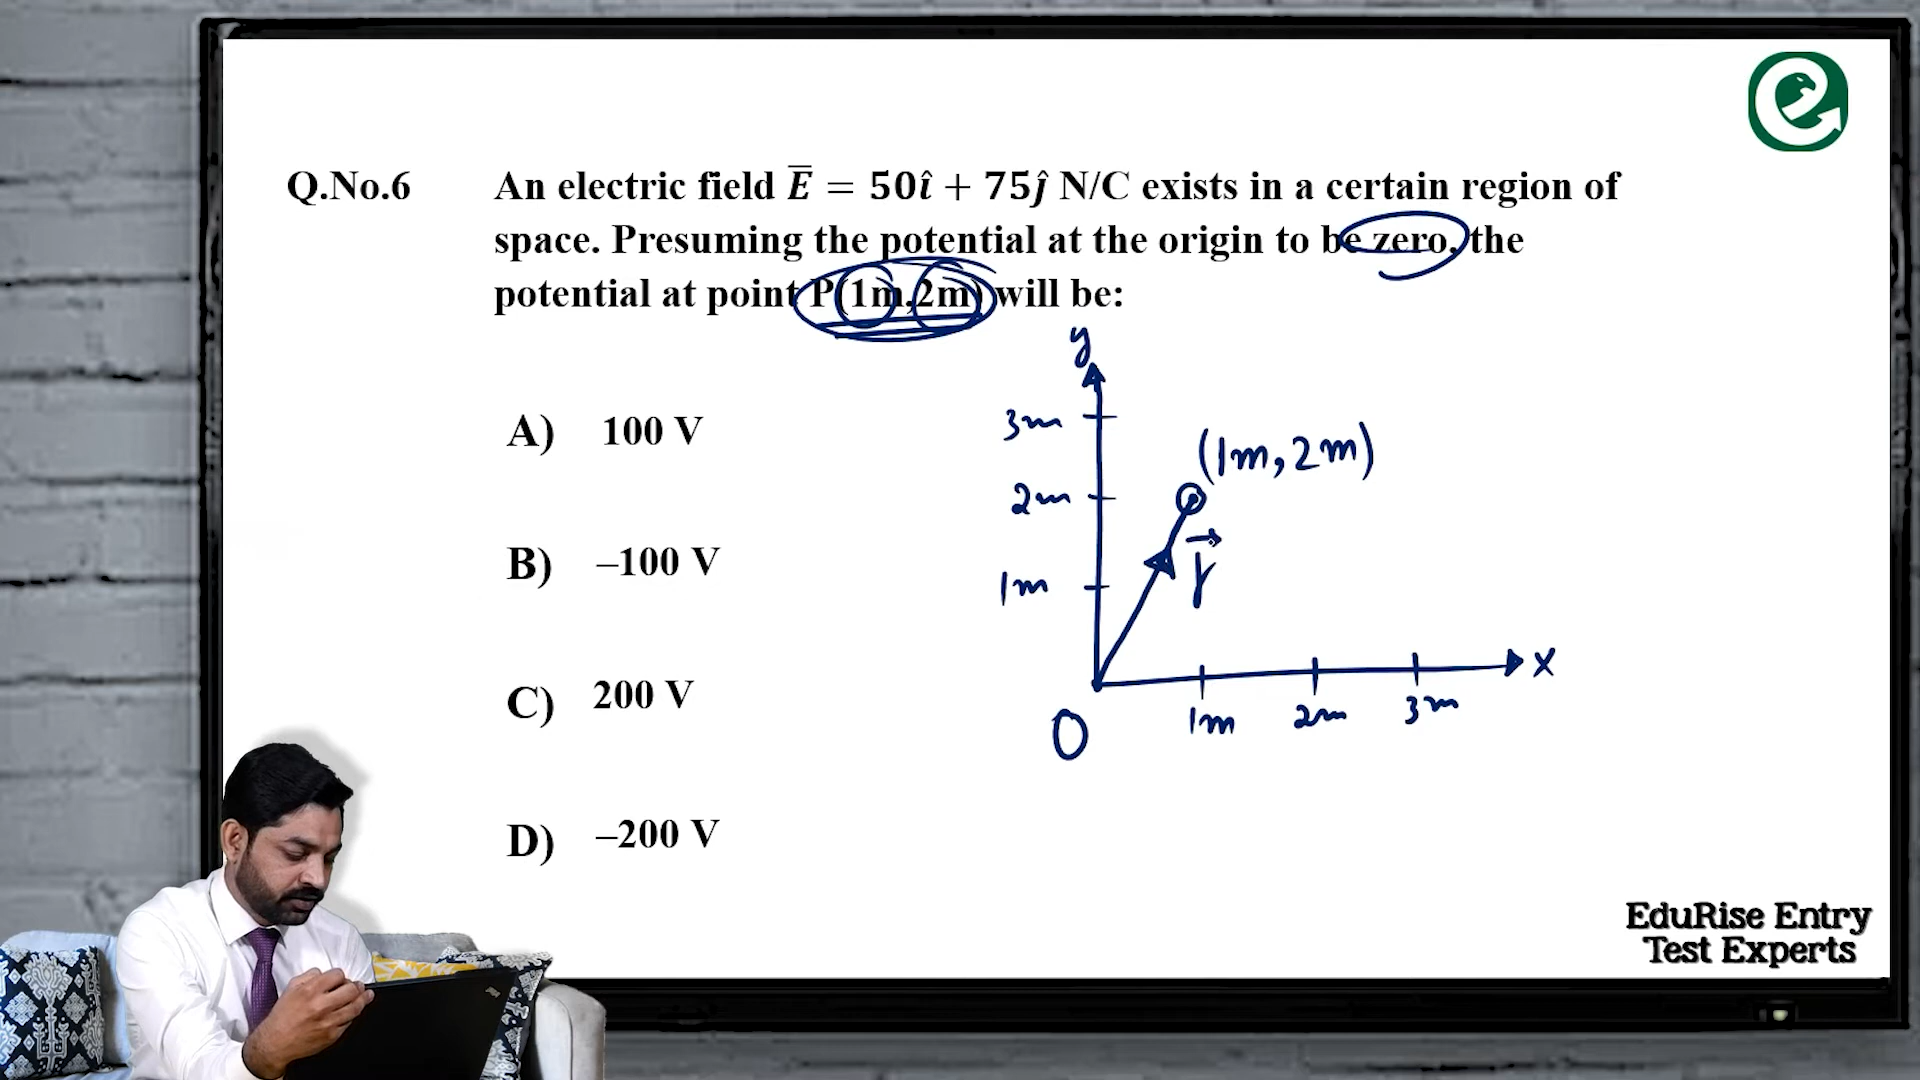 Q.No.6 An electric field E̅ = 50î + 75ĵ N/C exists in a certain region of
space. Presuming the potential at the origin to be zero, the
potential at point P(1m,2m) will be:
y
A) 100 V
3m
(1m, 2m)
2m
B) –100 V
1m
r⃗
C) 200 V
x
O
1m 2m 3m
D) –200 V
EduRise Entry
Test Experts